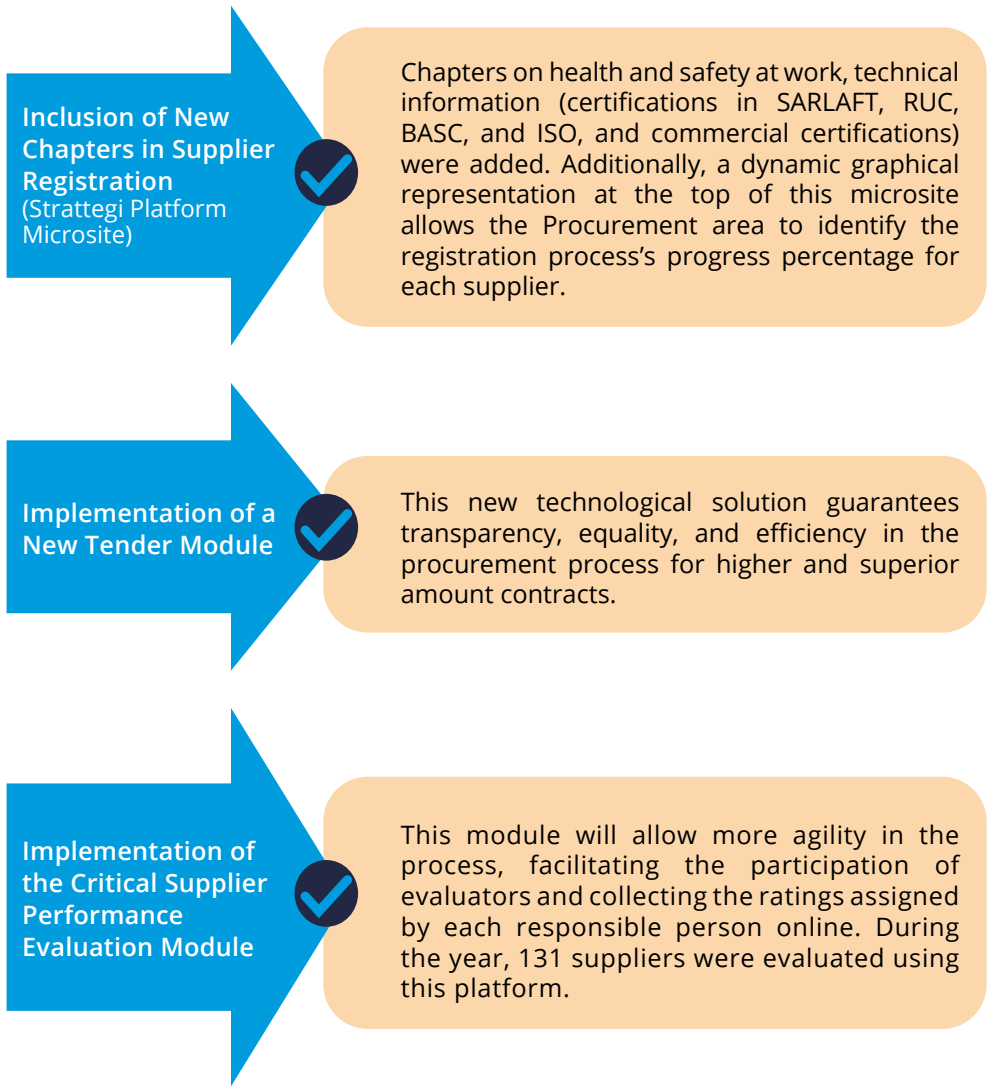 Inclusion of New
Chapters in Supplier
Registration
(Strattegi Platform
Microsite)
Chapters on health and safety at work, technical
information (certifications in SARLAFT, RUC,
BASC, and ISO, and commercial certifications)
were added. Additionally, a dynamic graphical
representation at the top of this microsite
allows the Procurement area to identify the
registration process’s progress percentage for
each supplier.
Implementation of a
New Tender Module
This new technological solution guarantees
transparency, equality, and efficiency in the
procurement process for higher and superior
amount contracts.
Implementation of
the Critical Supplier
Performance
Evaluation Module
This module will allow more agility in the
process, facilitating the participation of
evaluators and collecting the ratings assigned
by each responsible person online. During
the year, 131 suppliers were evaluated using
this platform.